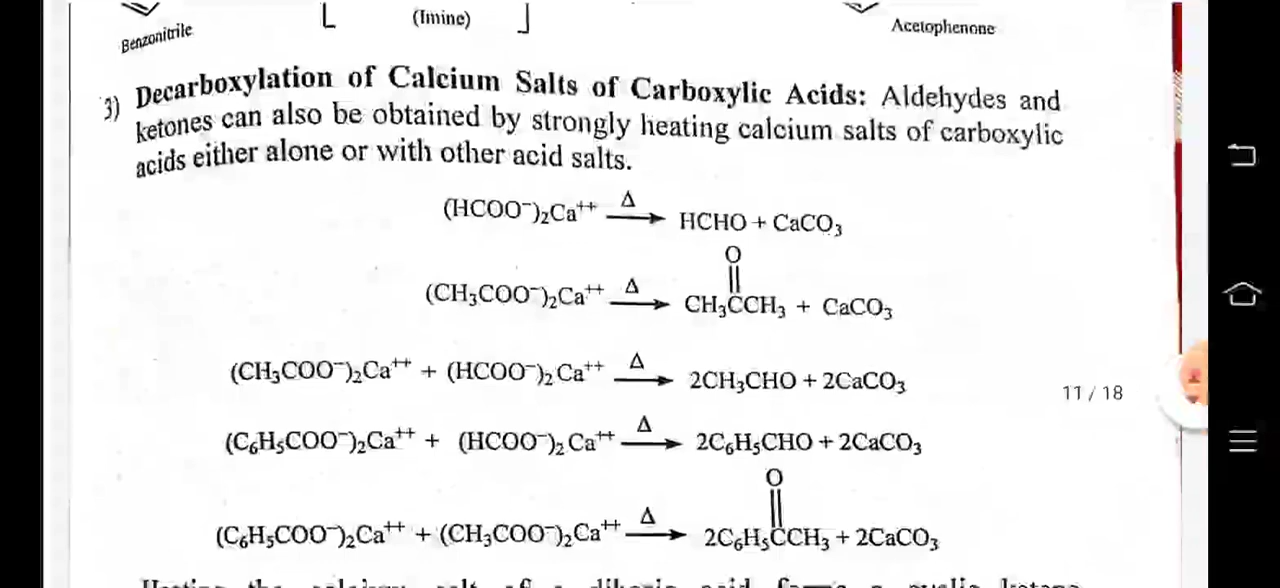 (Imine)
Benzonitrile
Acetophenone
3) Decarboxylation of Calcium Salts of Carboxylic Acids: Aldehydes and
ketones can also be obtained by strongly heating calcium salts of carboxylic
acids either alone or with other acid salts.
(HCOO⁻)₂Ca⁺⁺ —Δ→ HCHO + CaCO₃
O
||
(CH₃COO⁻)₂Ca⁺⁺ —Δ→ CH₃CCH₃ + CaCO₃
(CH₃COO⁻)₂Ca⁺⁺ + (HCOO⁻)₂Ca⁺⁺ —Δ→ 2CH₃CHO + 2CaCO₃
11 / 18
(C₆H₅COO⁻)₂Ca⁺⁺ + (HCOO⁻)₂Ca⁺⁺ —Δ→ 2C₆H₅CHO + 2CaCO₃
O
||
(C₆H₅COO⁻)₂Ca⁺⁺ + (CH₃COO⁻)₂Ca⁺⁺ —Δ→ 2C₆H₅CCH₃ + 2CaCO₃